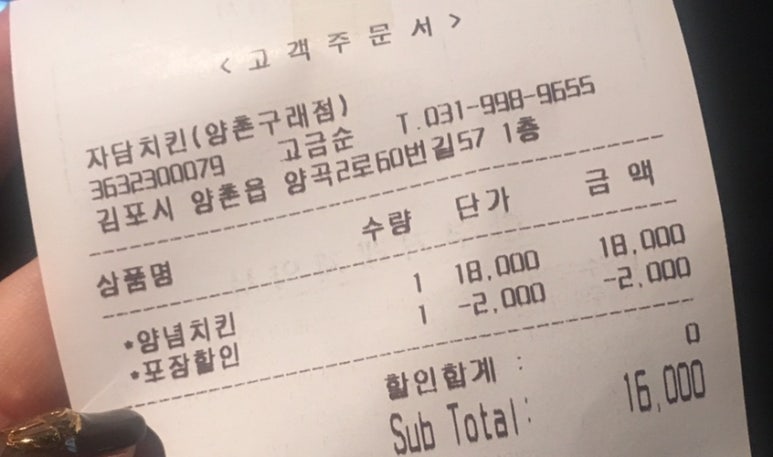 < 고 객 주 문 서 >
자담치킨(양촌구래점)
3632300079 고금순 T.031-998-9655
김포시 양촌읍 양곡2로60번길57 1층
상품명 수량 단가 금 액
*양념치킨 1 18,000 18,000
*포장할인 1 -2,000 -2,000
할인합계 : 0
Sub Total: 16,000